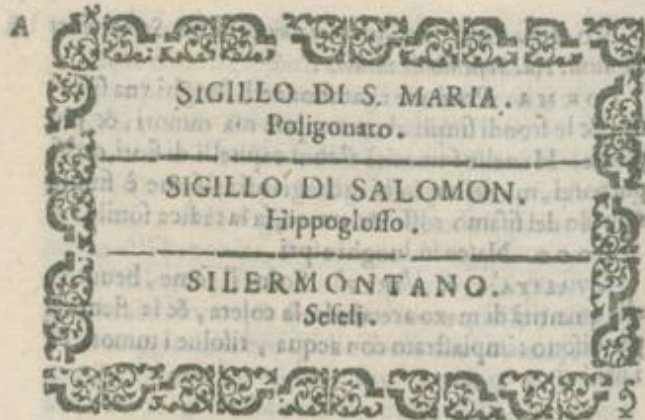 A
SIGILLO DI S. MARIA.
Poligonato.
SIGILLO DI SALOMON.
Hippoglosso.
SILERMONTANO.
Seseli.